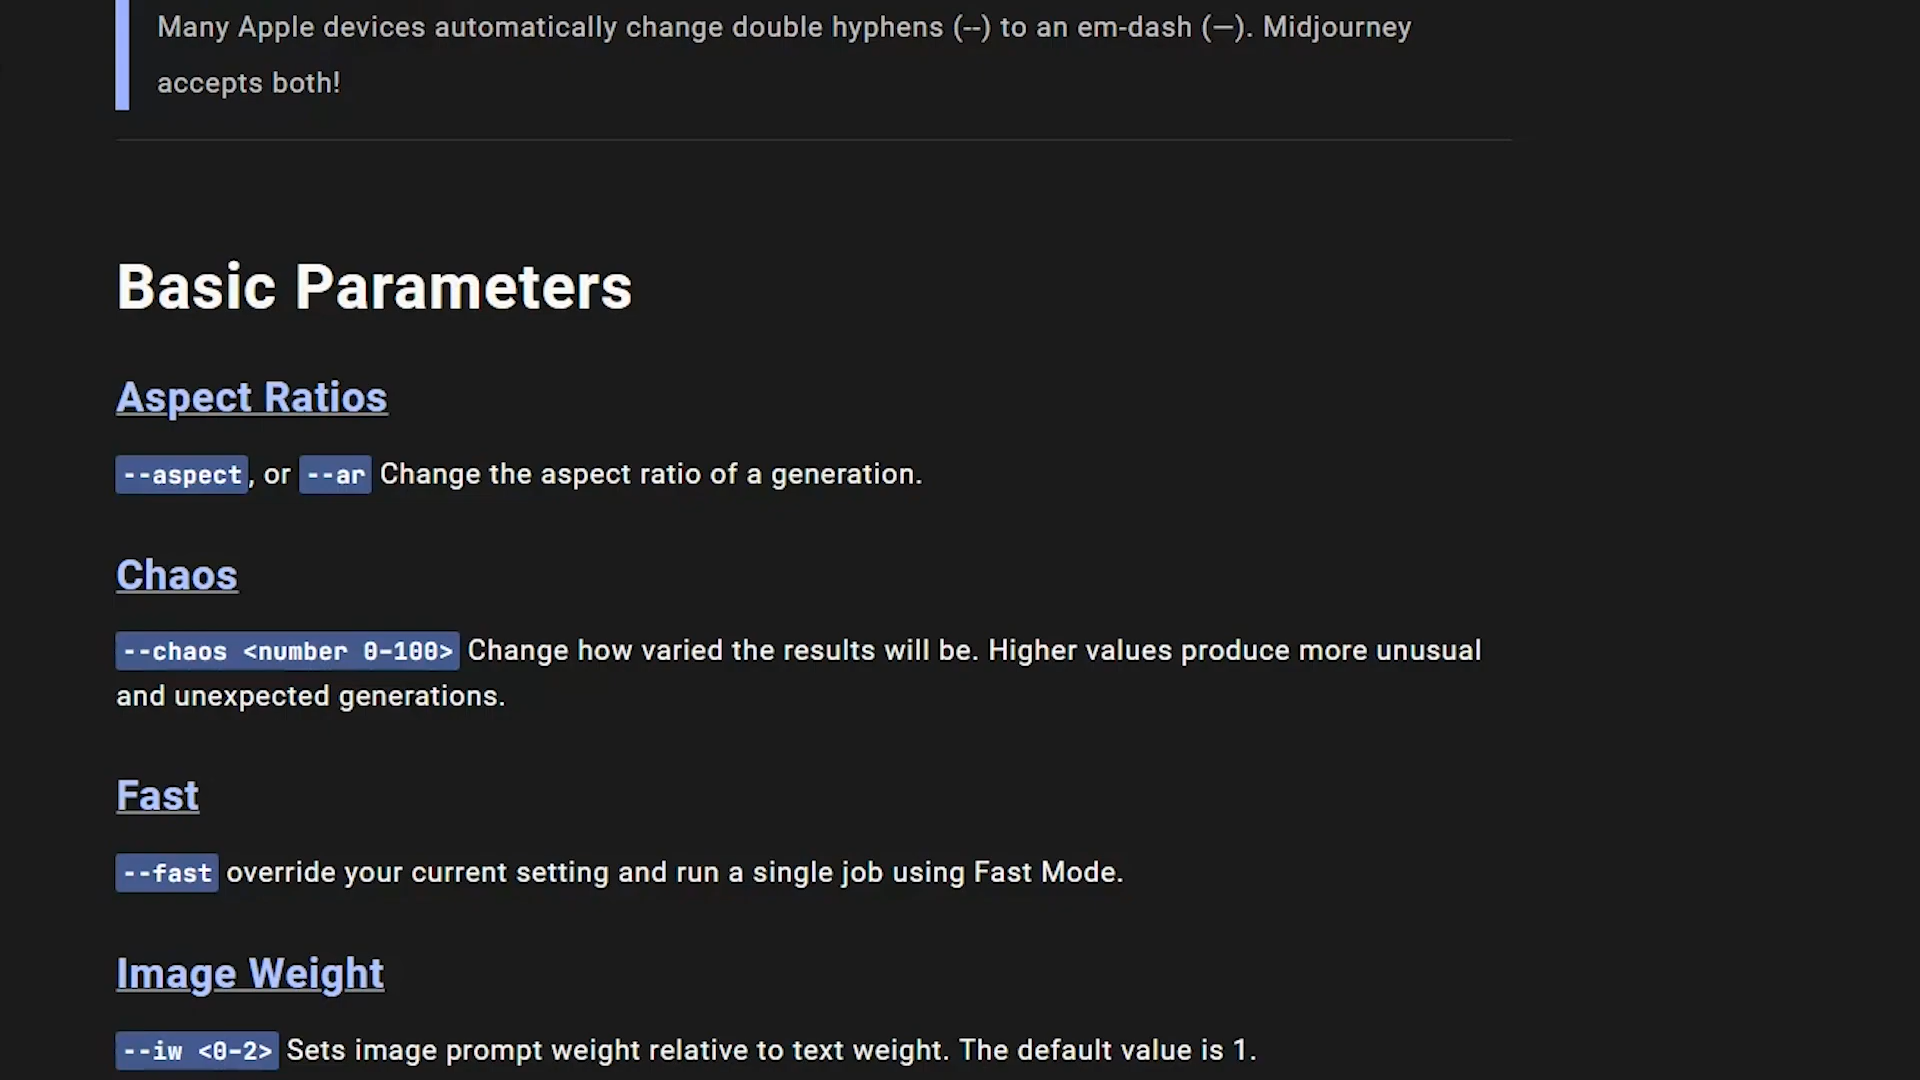 Many Apple devices automatically change double hyphens (--) to an em-dash (—). Midjourney
accepts both!
Basic Parameters
Aspect Ratios
--aspect, or --ar Change the aspect ratio of a generation.
Chaos
--chaos <number 0–100> Change how varied the results will be. Higher values produce more unusual
and unexpected generations.
Fast
--fast override your current setting and run a single job using Fast Mode.
Image Weight
--iw <0–2> Sets image prompt weight relative to text weight. The default value is 1.